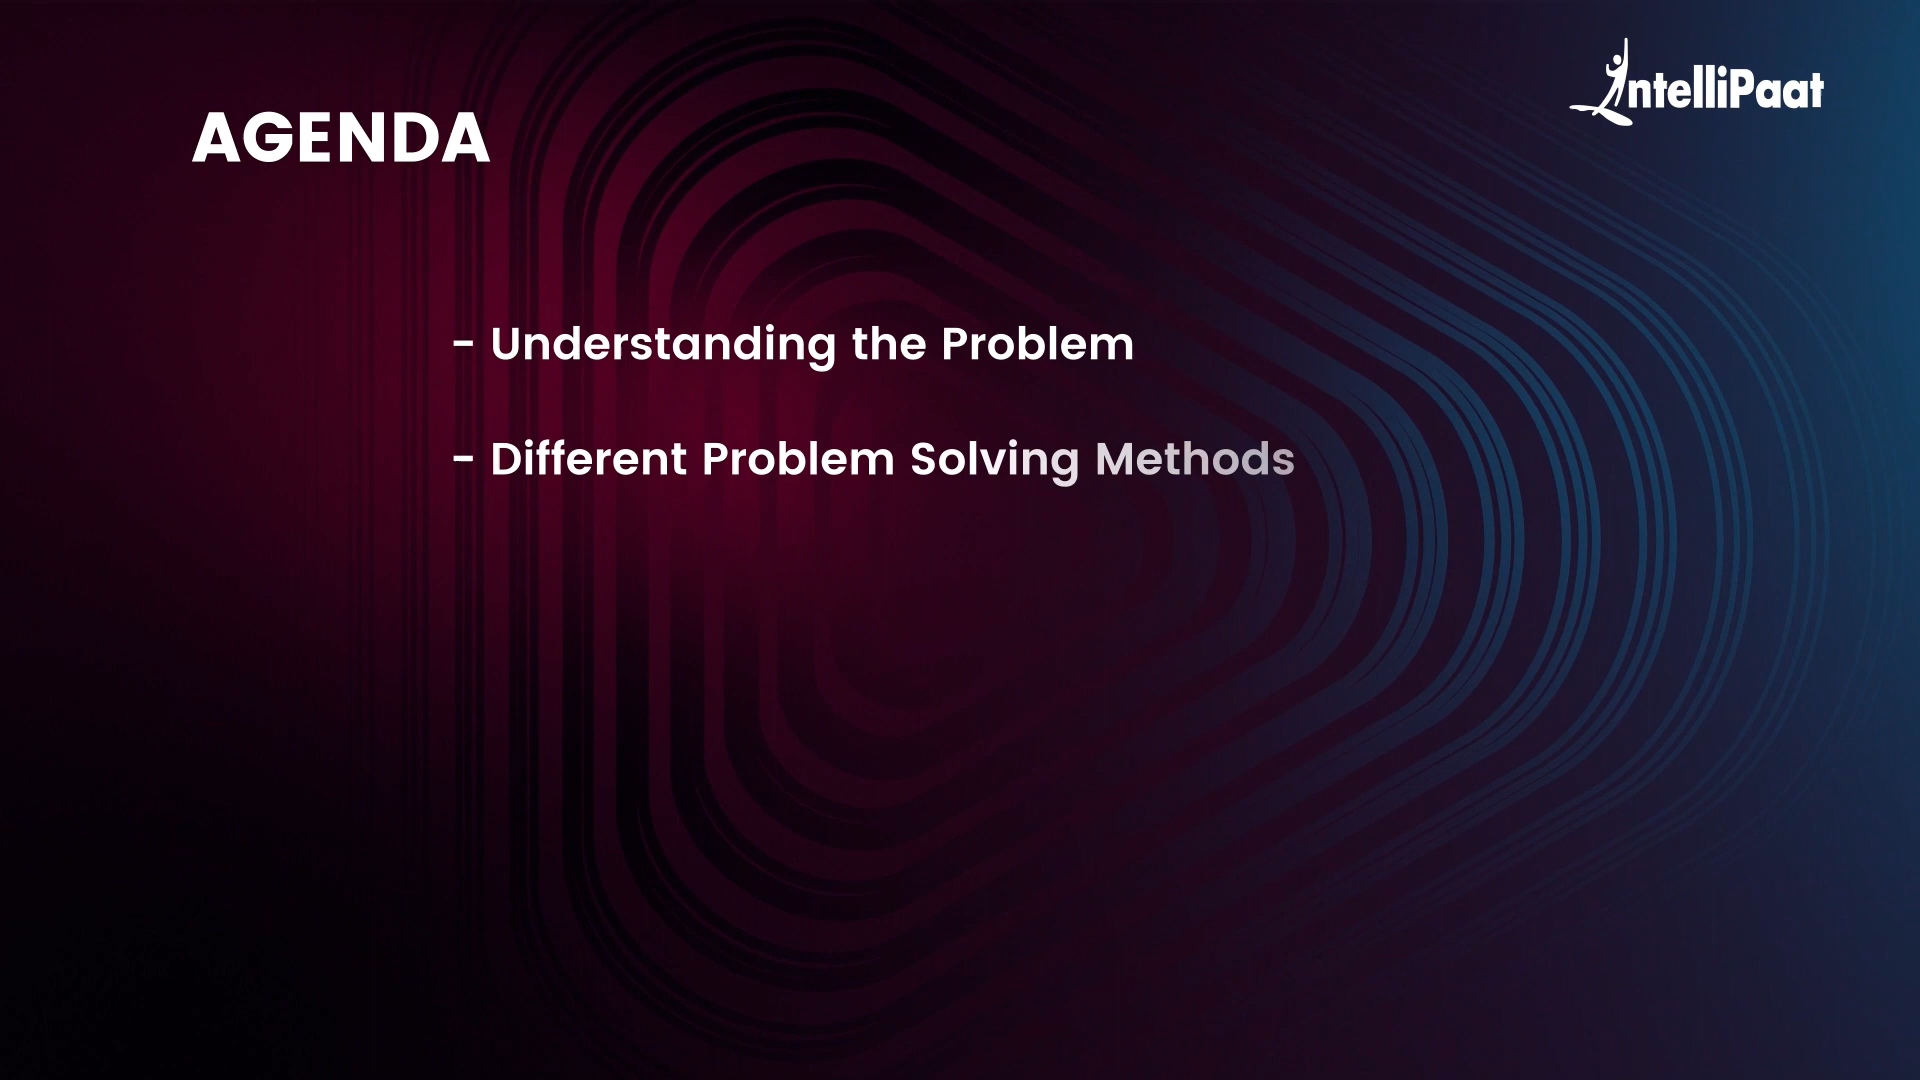 IntelliPaat
AGENDA
- Understanding the Problem
- Different Problem Solving Methods